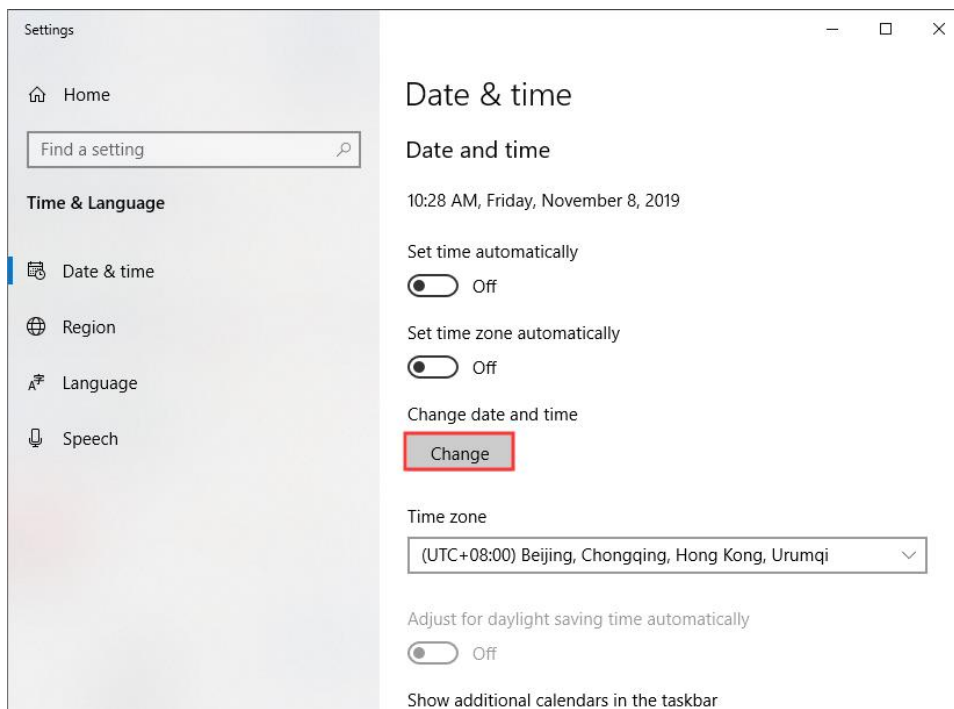 Settings
Home
Find a setting
Time & Language
Date & time
Region
Language
Speech
Date & time
Date and time
10:28 AM, Friday, November 8, 2019
Set time automatically
Off
Set time zone automatically
Off
Change date and time
Change
Time zone
(UTC+08:00) Beijing, Chongqing, Hong Kong, Urumqi
Adjust for daylight saving time automatically
Off
Show additional calendars in the taskbar